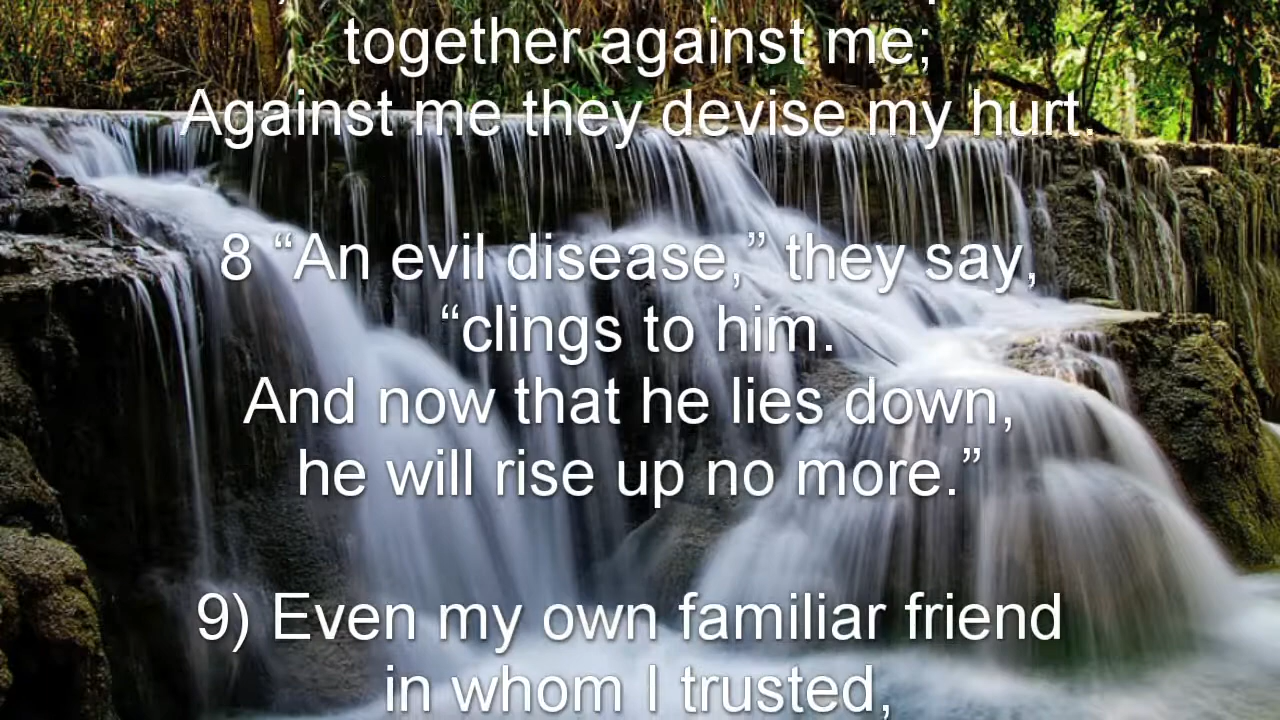 together against me;
Against me they devise my hurt.
8 “An evil disease,” they say,
“clings to him.
And now that he lies down,
he will rise up no more.”
9) Even my own familiar friend
in whom I trusted,